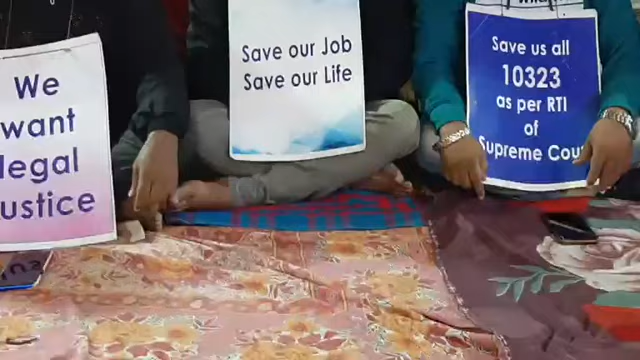 We
want
legal
Justice
Save our Job
Save our Life
Save us all
10323
as per RTI
of
Supreme Cou